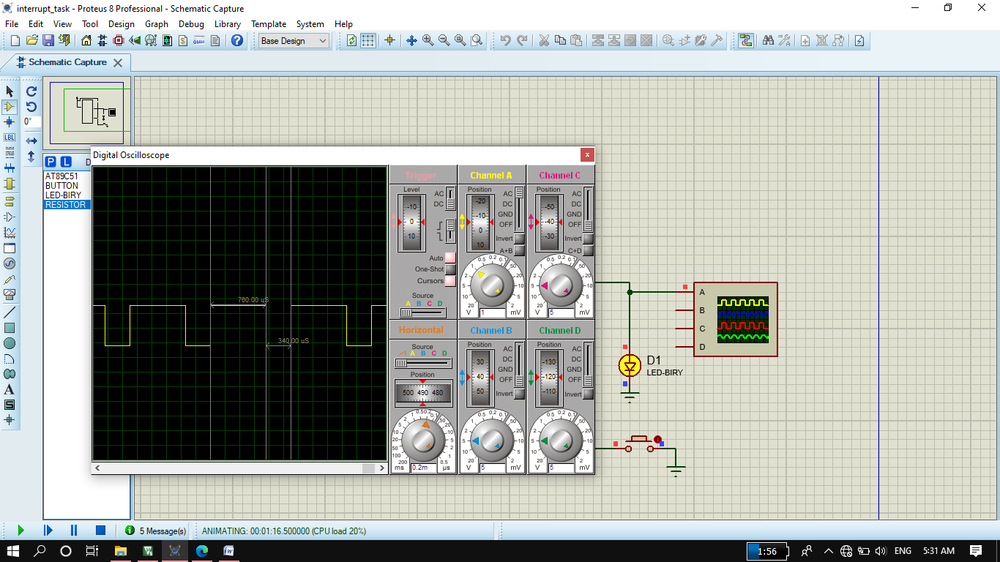 interrupt_task - Proteus 8 Professional - Schematic Capture
File Edit View Tool Design Graph Debug Library Template System Help
Base Design
Schematic Capture
0°
LBL
P L D
AT89C51
BUTTON
LED-BIRY
RESISTOR
Digital Oscilloscope
760.00 uS
340.00 uS
Trigger
Level
AC
DC
-10
0
10
Auto
One-Shot
Cursors
Source
A B C D
Channel A
Position
AC
DC
GND
OFF
Invert
A+B
-20
-10
0
10
V 1 mV
Channel C
Position
AC
DC
GND
OFF
Invert
C+D
-50
-40
-30
V 5 mV
Horizontal
Source
A B C D
Position
500 490 480
ms 0.2m µs
Channel B
Position
AC
DC
GND
OFF
Invert
30
40
50
V 5 mV
Channel D
Position
AC
DC
GND
OFF
Invert
-130
-120
-110
V 5 mV
A
B
C
D
D1
LED-BIRY
5 Message(s)
ANIMATING: 00:01:16.500000 (CPU load 20%)
1:56
ENG
5:31 AM